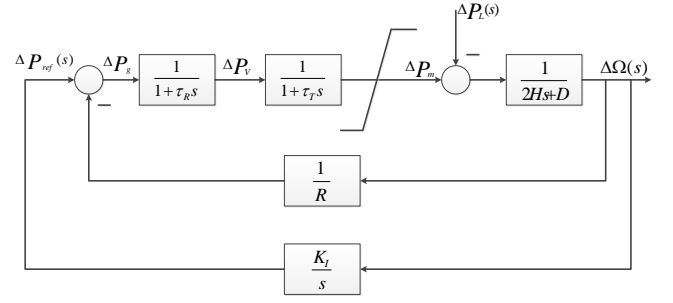 ΔP_ref(s)
ΔP_g
1/(1+τ_R s)
ΔP_V
1/(1+τ_T s)
ΔP_m
ΔP_L(s)
1/(2Hs+D)
ΔΩ(s)
1/R
K_I/s